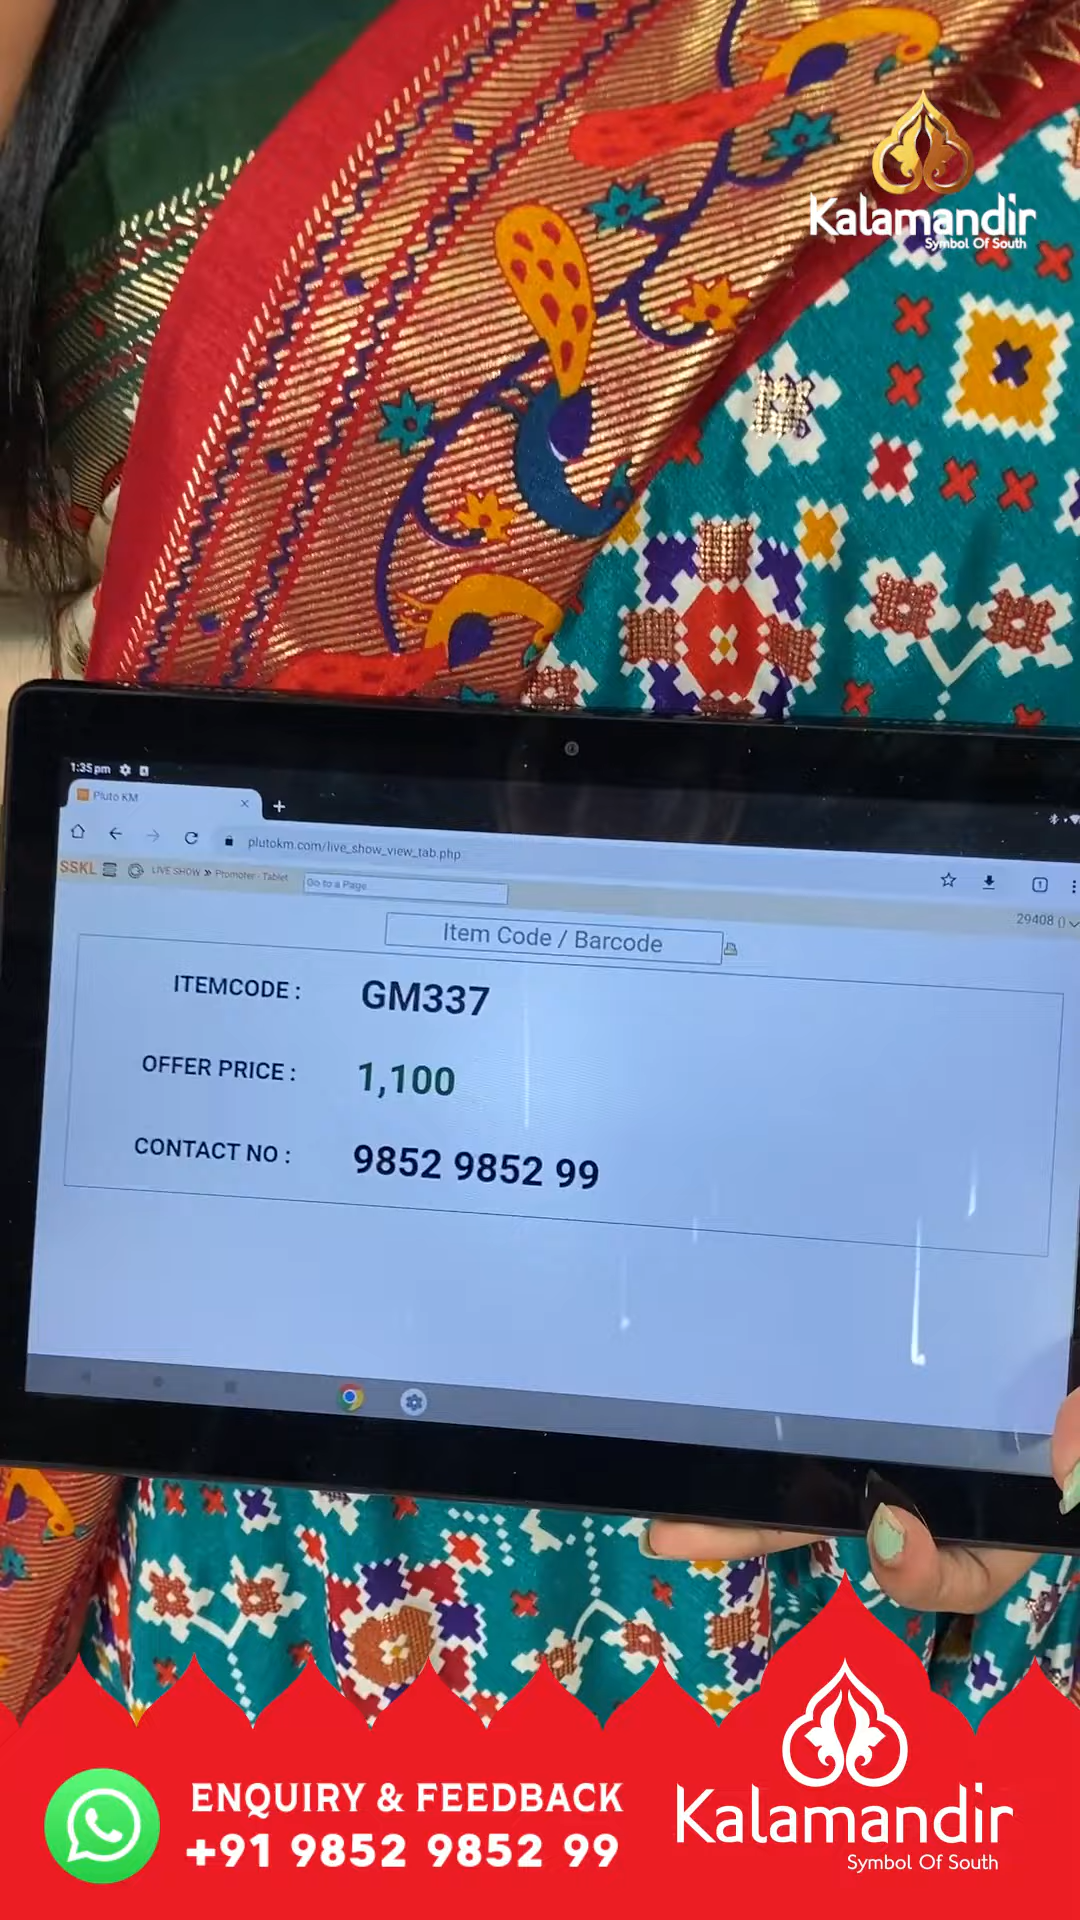 Kalamandir
Symbol Of South
1:35 pm
Pluto KM
plutokm.com/live_show_view_tab.php
SSKL
LIVE SHOW » Promoter - Tablet
Go to a Page
29408 ()
Item Code / Barcode
ITEMCODE : GM337
OFFER PRICE : 1,100
CONTACT NO : 9852 9852 99
ENQUIRY & FEEDBACK
+91 9852 9852 99
Kalamandir
Symbol Of South